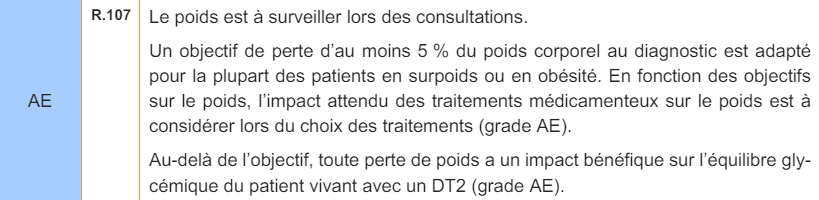 R.107 Le poids est à surveiller lors des consultations.
Un objectif de perte d’au moins 5 % du poids corporel au diagnostic est adapté
pour la plupart des patients en surpoids ou en obésité. En fonction des objectifs
AE sur le poids, l’impact attendu des traitements médicamenteux sur le poids est à
considérer lors du choix des traitements (grade AE).
Au-delà de l’objectif, toute perte de poids a un impact bénéfique sur l’équilibre gly-
cémique du patient vivant avec un DT2 (grade AE).